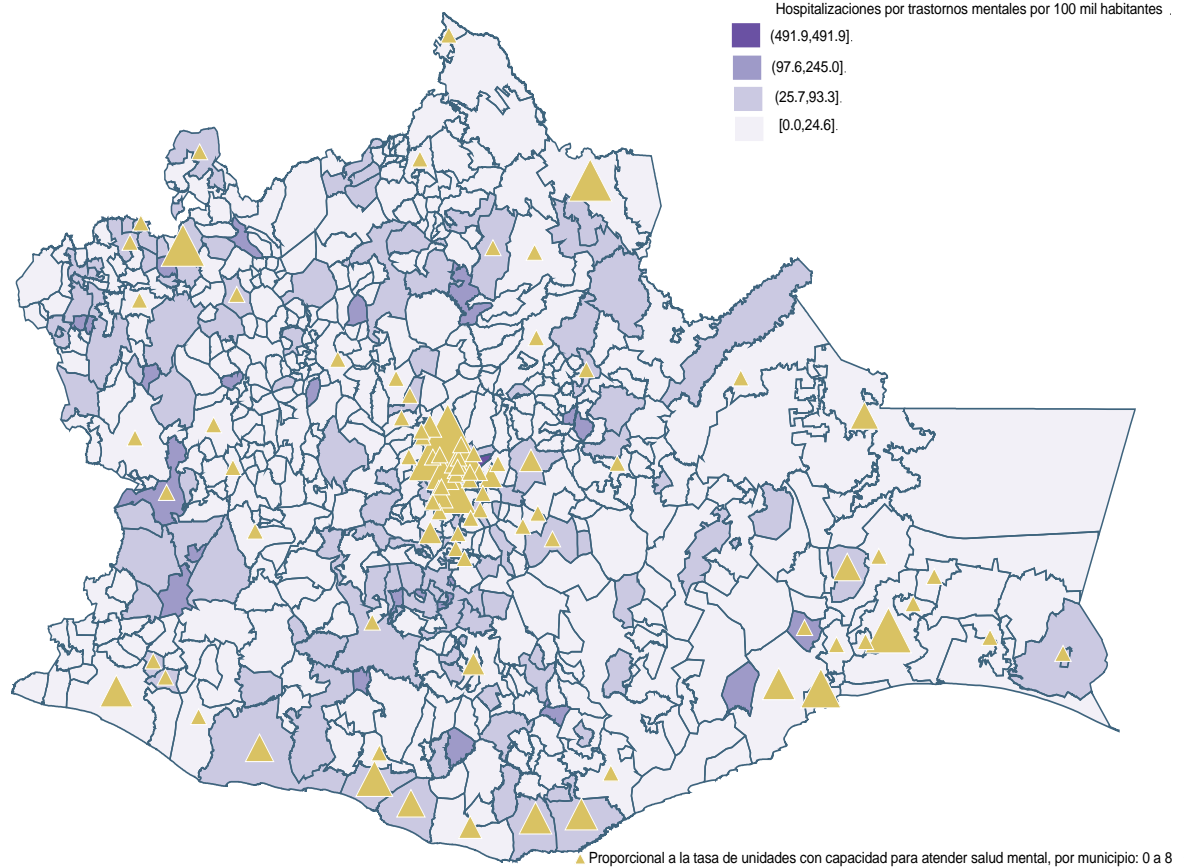 Hospitalizaciones por trastornos mentales por 100 mil habitantes .
(491.9,491.9].
(97.6,245.0].
(25.7,93.3].
[0.0,24.6].
Proporcional a la tasa de unidades con capacidad para atender salud mental, por municipio: 0 a 8